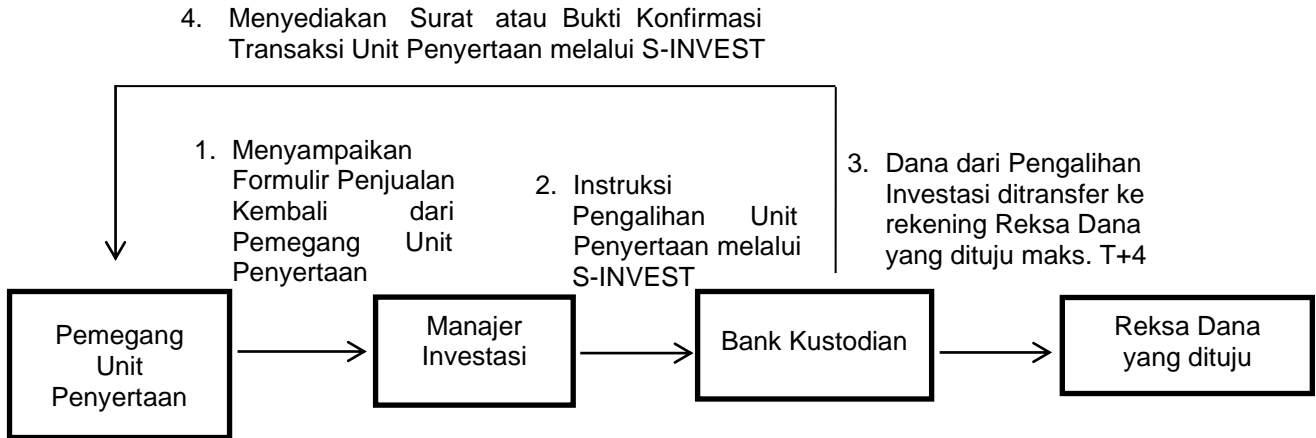 4. Menyediakan Surat atau Bukti Konfirmasi
Transaksi Unit Penyertaan melalui S-INVEST
1. Menyampaikan
Formulir Penjualan
Kembali dari
Pemegang Unit
Penyertaan
2. Instruksi
Pengalihan Unit
Penyertaan melalui
S-INVEST
3. Dana dari Pengalihan
Investasi ditransfer ke
rekening Reksa Dana
yang dituju maks. T+4
Pemegang
Unit
Penyertaan
Manajer
Investasi
Bank Kustodian
Reksa Dana
yang dituju